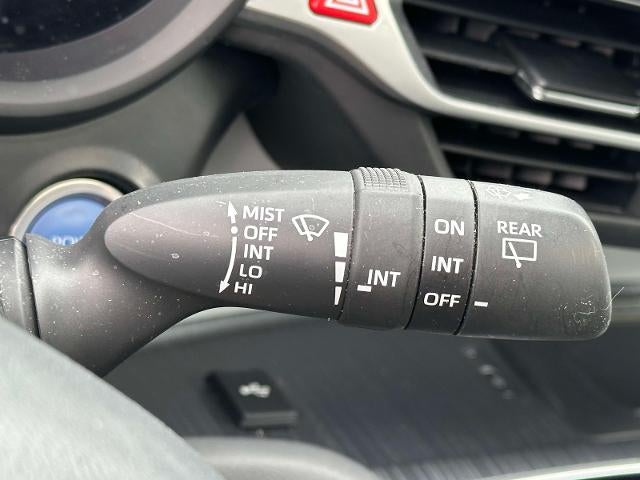 MIST
OFF
INT
LO
HI
INT
ON
INT
OFF
REAR